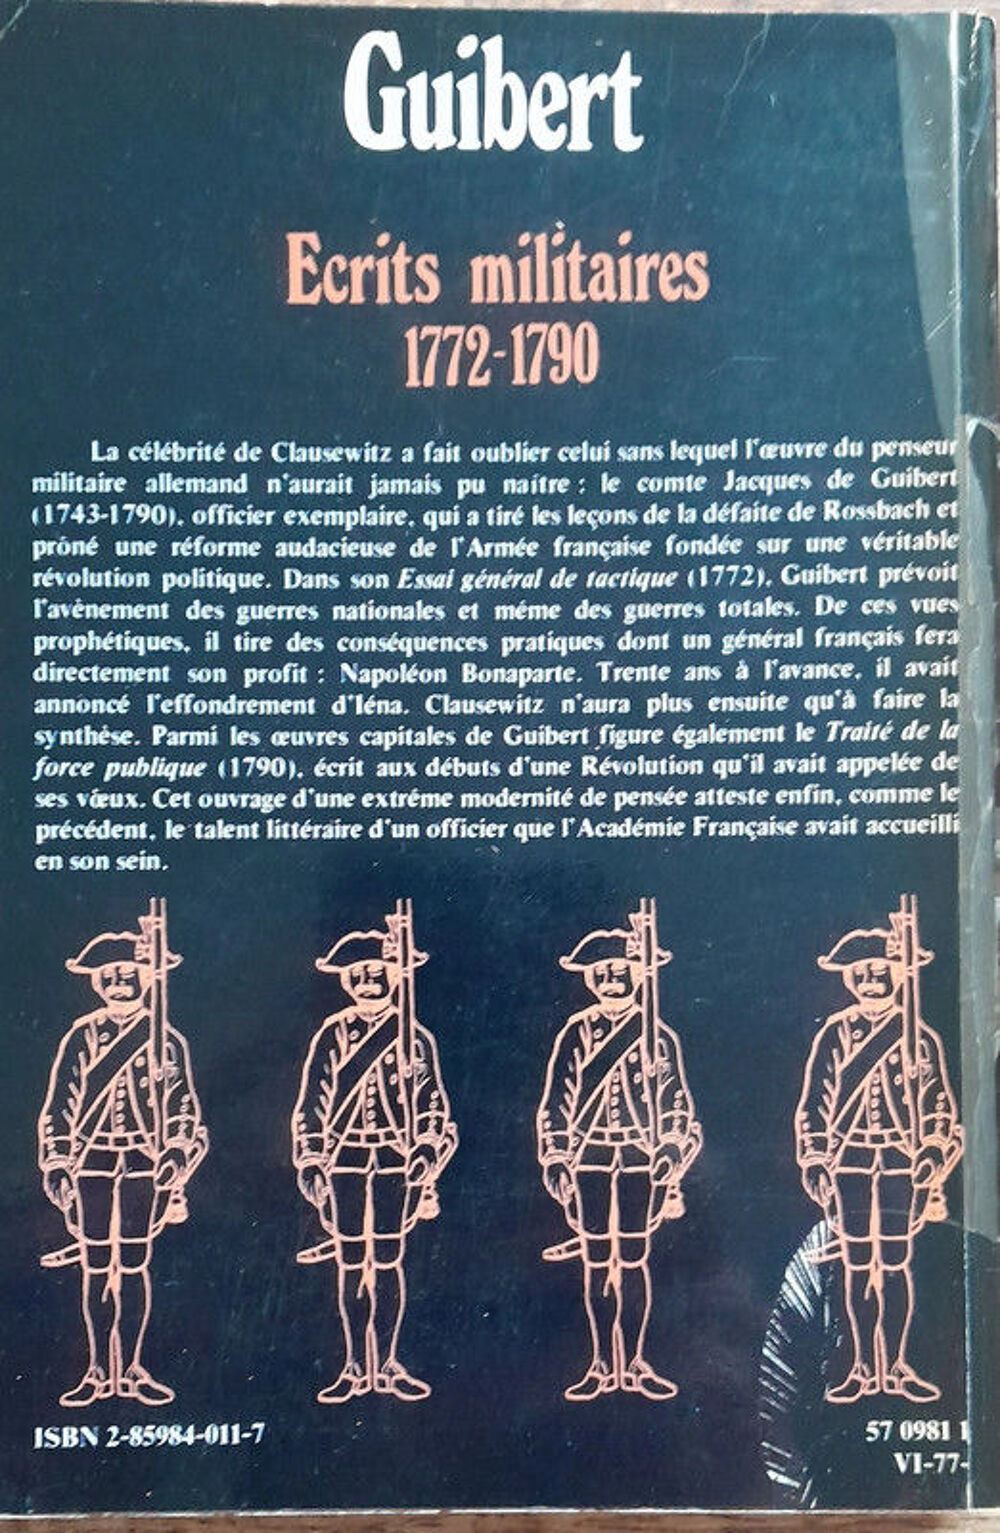 Guibert
Ecrits militaires
1772-1790
La célébrité de Clausewitz a fait oublier celui sans lequel l'œuvre du penseur
militaire allemand n'aurait jamais pu naître : le comte Jacques de Guibert
(1743-1790), officier exemplaire, qui a tiré les leçons de la défaite de Rossbach et
prôné une réforme audacieuse de l'Armée française fondée sur une véritable
révolution politique. Dans son Essai général de tactique (1772), Guibert prévoit
l'avènement des guerres nationales et même des guerres totales. De ces vues
prophétiques, il tire des conséquences pratiques dont un général français fera
directement son profit : Napoléon Bonaparte. Trente ans à l'avance, il avait
annoncé l'effondrement d'Iéna. Clausewitz n'aura plus ensuite qu'à faire la
synthèse. Parmi les œuvres capitales de Guibert figure également le Traité de la
force publique (1790), écrit aux débuts d'une Révolution qu'il avait appelée de
ses vœux. Cet ouvrage d'une extrême modernité de pensée atteste enfin, comme le
précédent, le talent littéraire d'un officier que l'Académie Française avait accueilli
en son sein.
ISBN 2-85984-011-7
57 0981 1
VI-77-